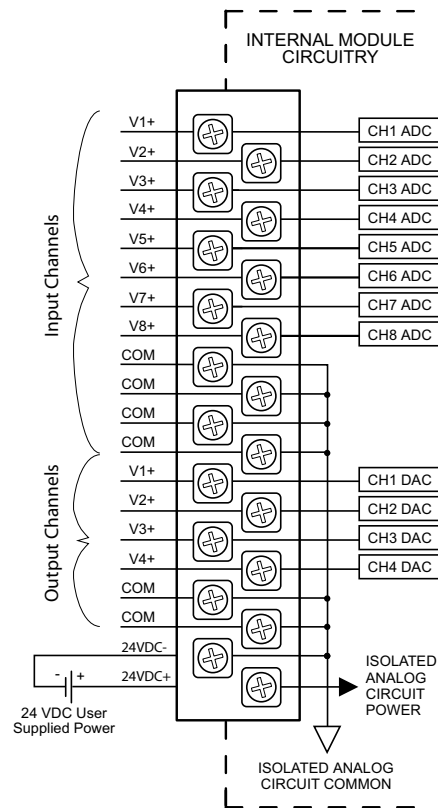 INTERNAL MODULE
CIRCUITRY
Input Channels
V1+
CH1 ADC
V2+
CH2 ADC
V3+
CH3 ADC
V4+
CH4 ADC
V5+
CH5 ADC
V6+
CH6 ADC
V7+
CH7 ADC
V8+
CH8 ADC
COM
COM
COM
COM
Output Channels
V1+
CH1 DAC
V2+
CH2 DAC
V3+
CH3 DAC
V4+
CH4 DAC
COM
COM
24VDC-
24VDC+
- +
24 VDC User
Supplied Power
ISOLATED
ANALOG
CIRCUIT
POWER
ISOLATED ANALOG
CIRCUIT COMMON